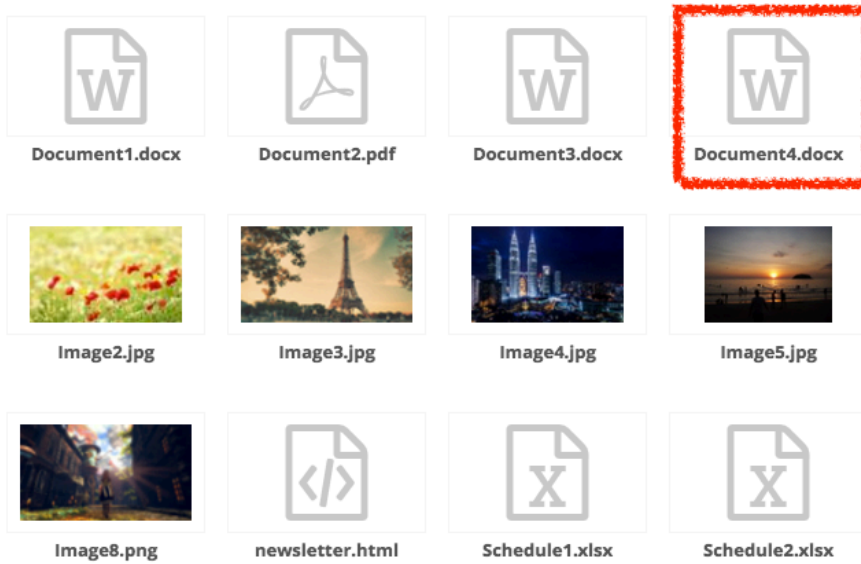 W
W
W
Document1.docx
Document2.pdf
Document3.docx
Document4.docx
Image2.jpg
Image3.jpg
Image4.jpg
Image5.jpg
</>
X
X
Image8.png
newsletter.html
Schedule1.xlsx
Schedule2.xlsx